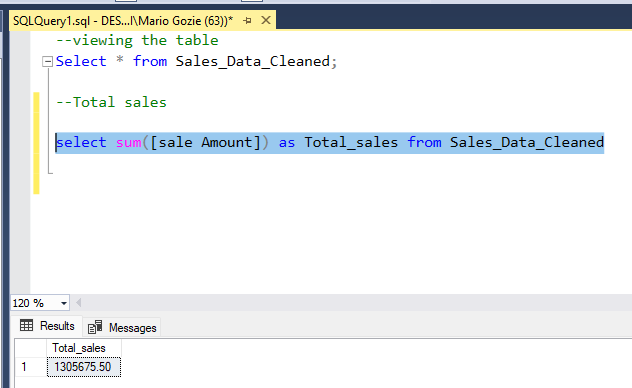 SQLQuery1.sql - DES...l\Mario Gozie (63))*
--viewing the table
Select * from Sales_Data_Cleaned;
--Total sales
select sum([sale Amount]) as Total_sales from Sales_Data_Cleaned
120 %
Results Messages
Total_sales
1 1305675.50